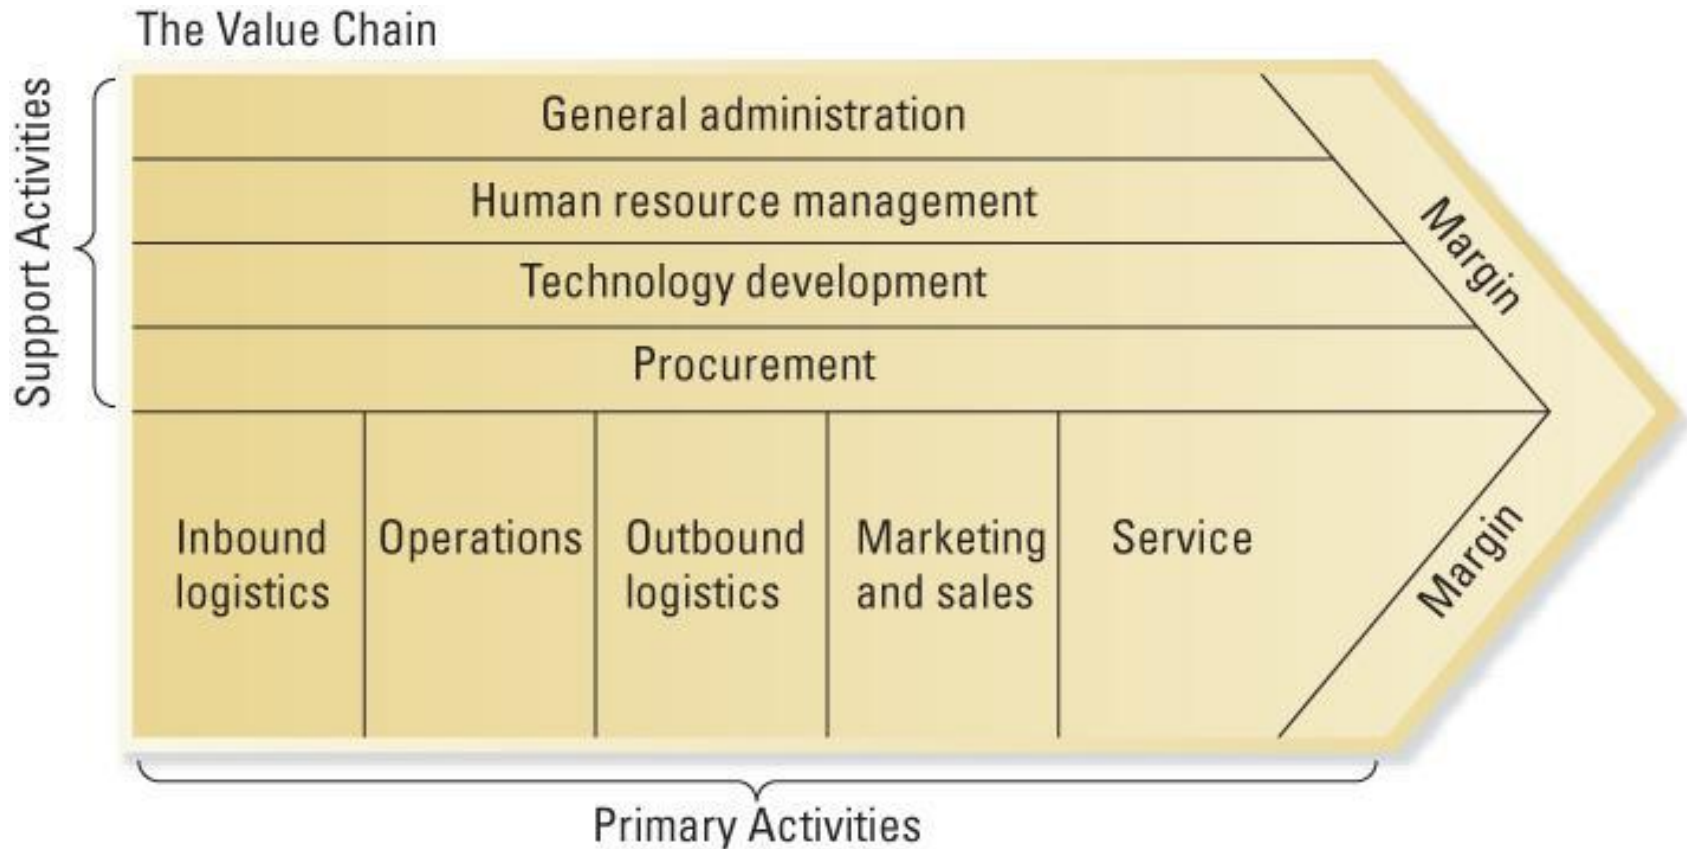 The Value Chain
Support Activities
General administration
Human resource management
Technology development
Procurement
Margin
Inbound
logistics
Operations
Outbound
logistics
Marketing
and sales
Service
Margin
Primary Activities